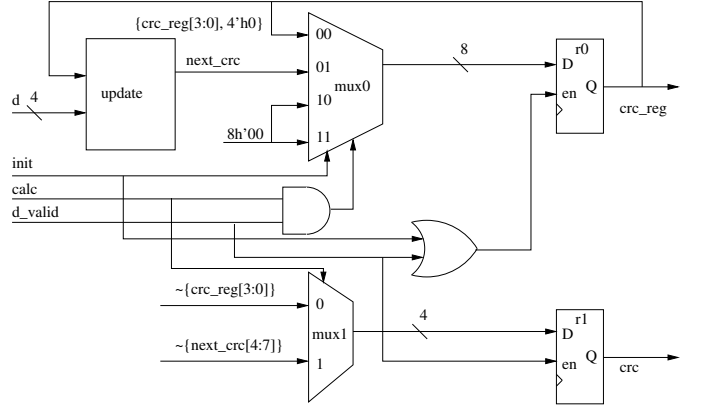 {crc_reg[3:0], 4'h0}
00
8
r0
next_crc
01
D
d 4
update
mux0
Q
10
en
crc_reg
8h'00
11
init
calc
d_valid
~{crc_reg[3:0]}
0
4
r1
mux1
D
~{next_crc[4:7]}
1
en
Q
crc